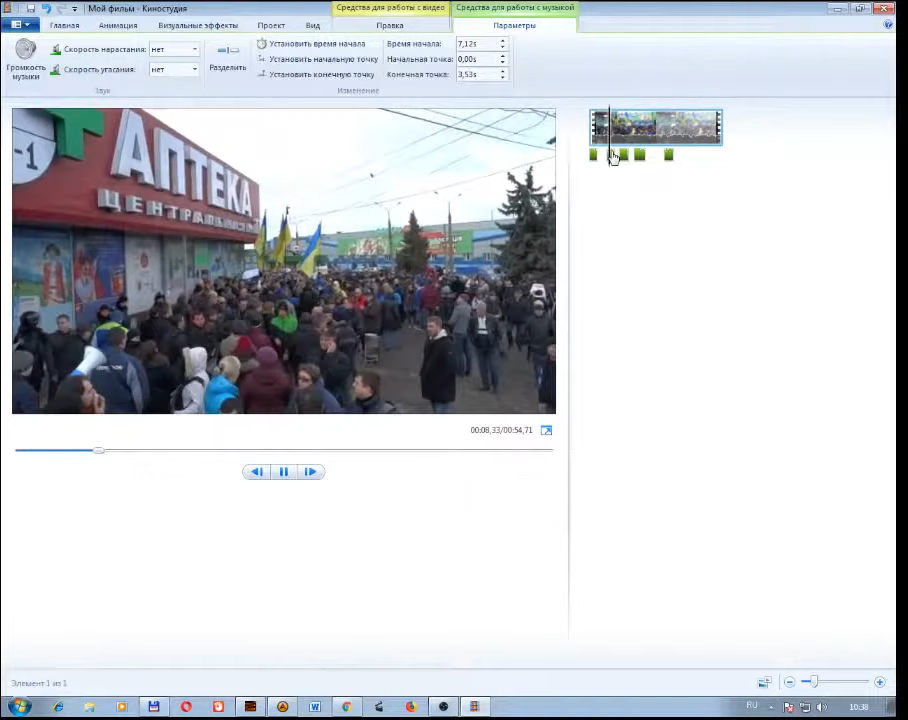 Мой фильм - Киностудия
Средства для работы с видео
Средства для работы с музыкой
Главная
Анимация
Визуальные эффекты
Проект
Вид
Правка
Параметры
Громкость музыки
Скорость нарастания: нет
Скорость угасания: нет
Звук
Разделить
Установить время начала
Установить начальную точку
Установить конечную точку
Время начала: 7,12s
Начальная точка: 0,00s
Конечная точка: 3,53s
Изменение
-1
АПТЕКА
00:08,33/00:54,71
Элемент 1 из 1
RU
10:38